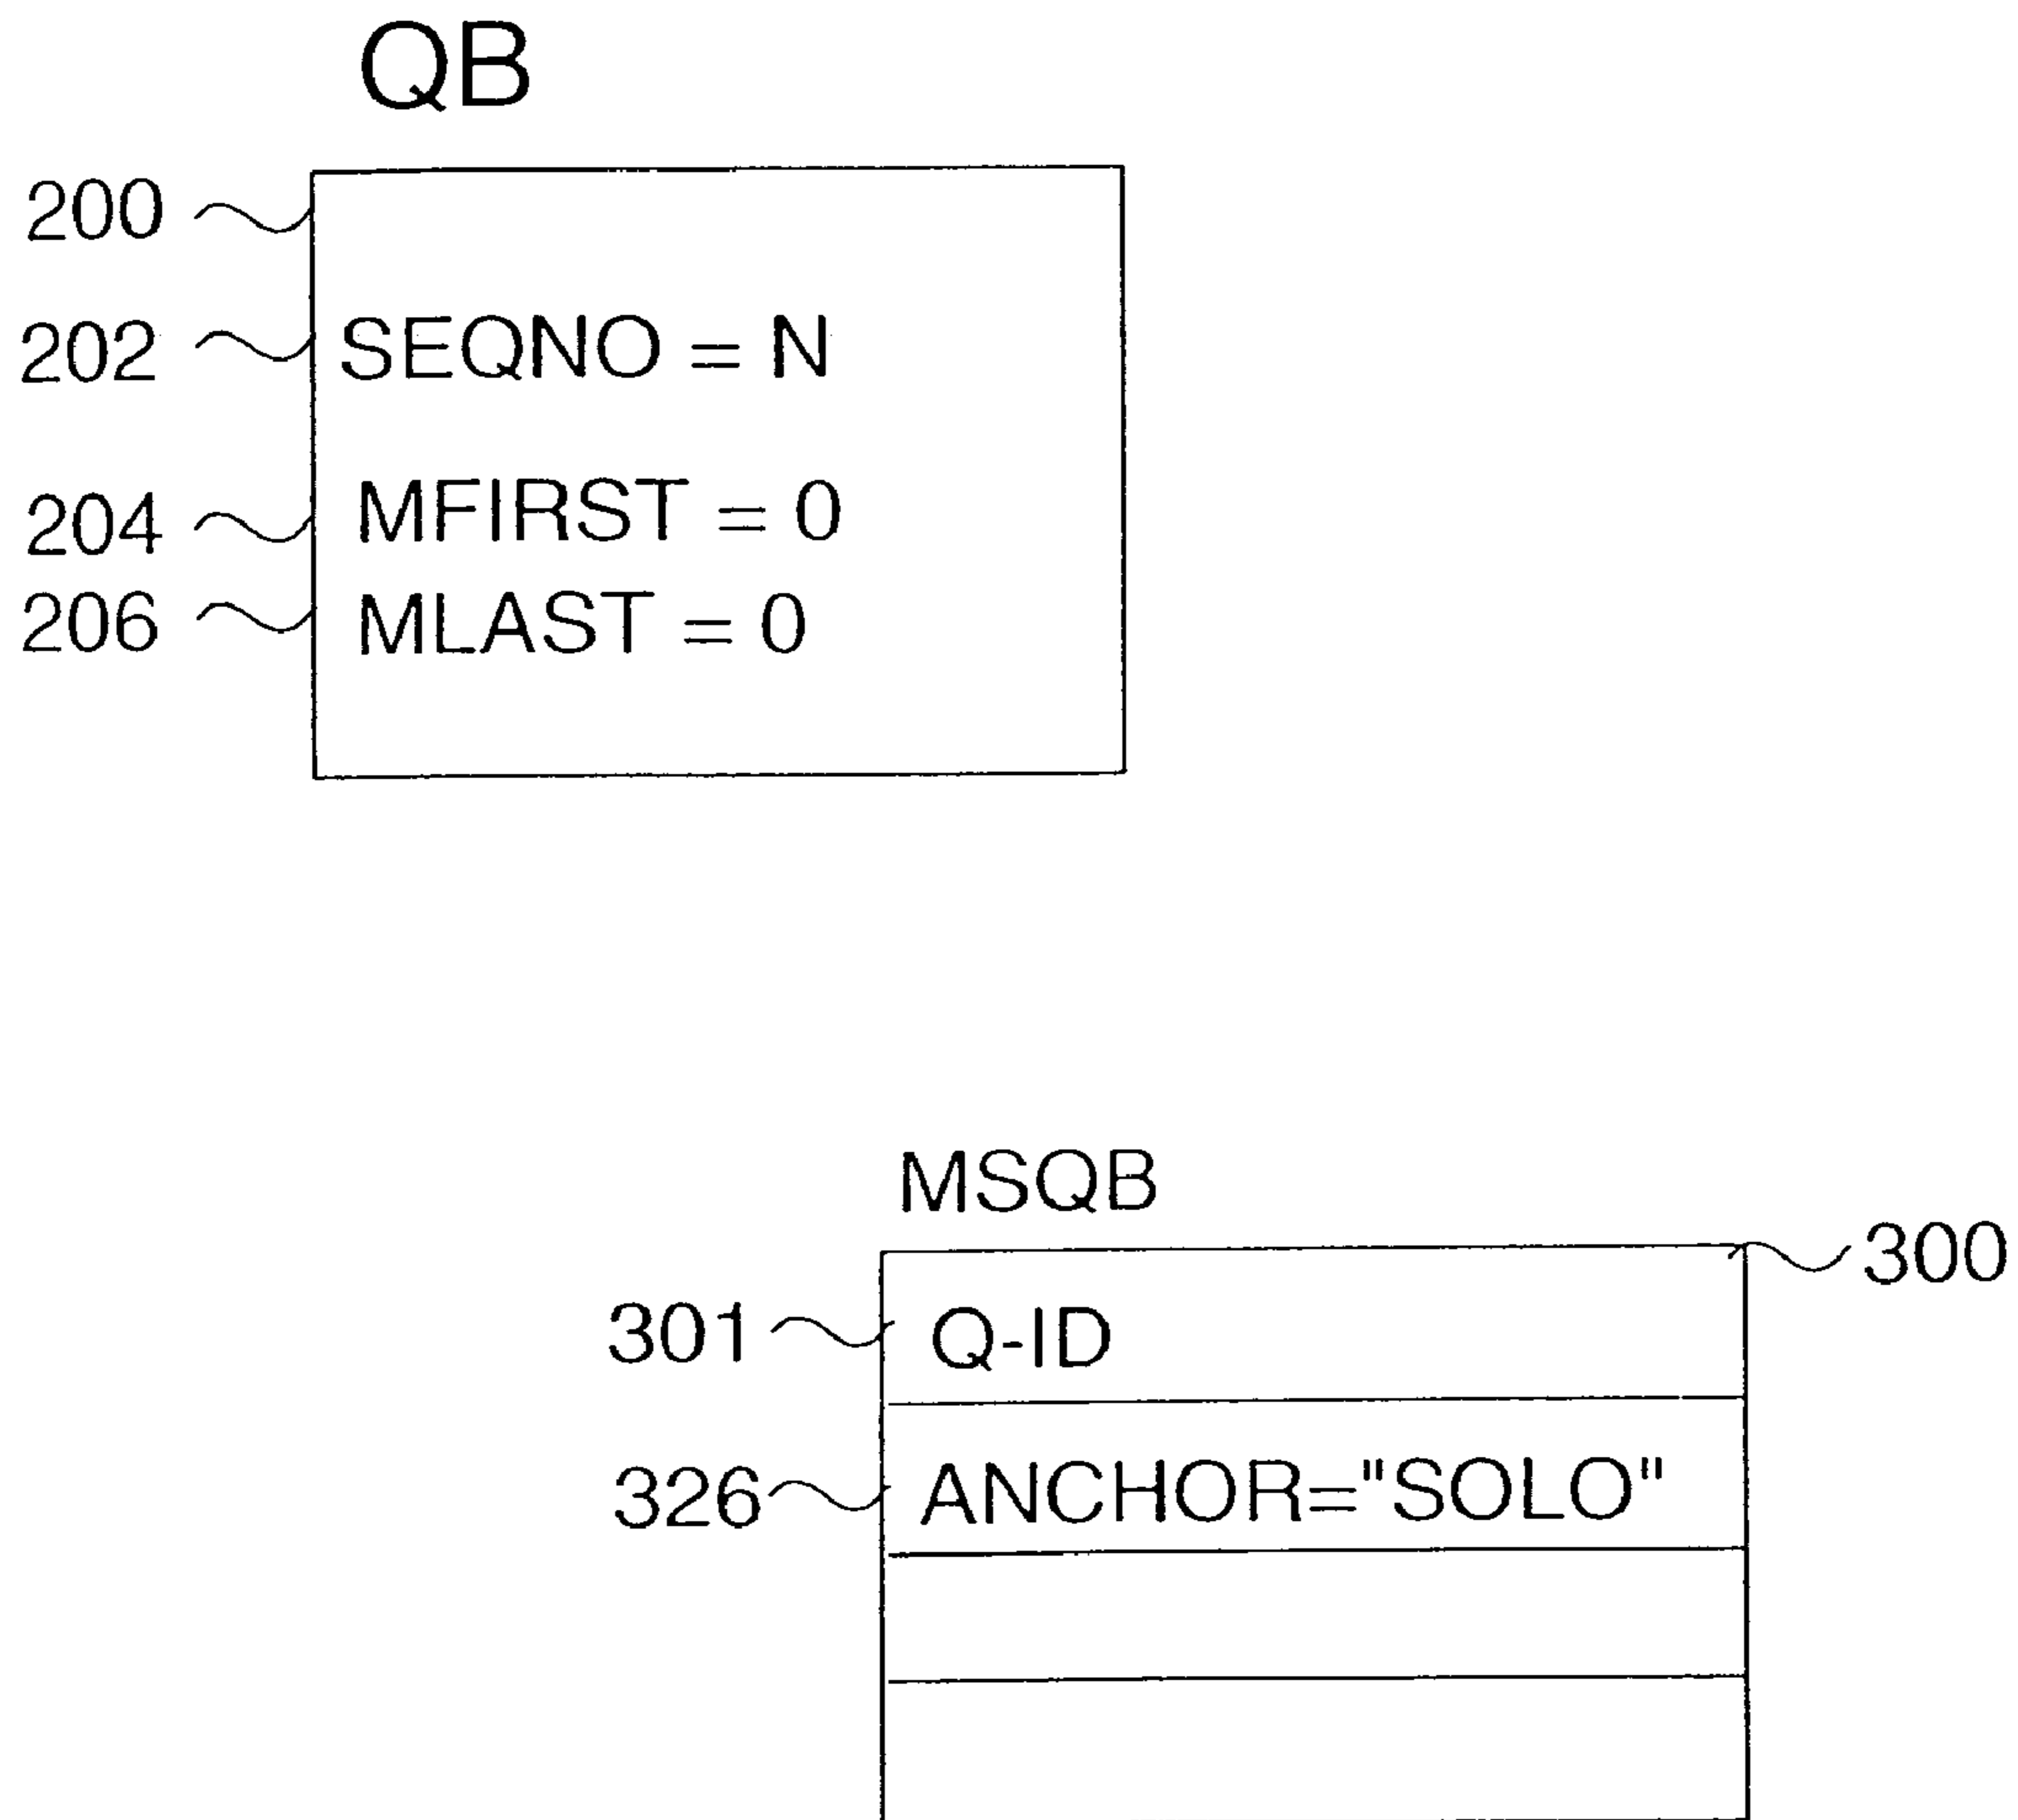 QB
200
202 SEQNO = N
204 MFIRST = 0
206 MLAST = 0
MSQB
300
301 Q-ID
326 ANCHOR="SOLO"